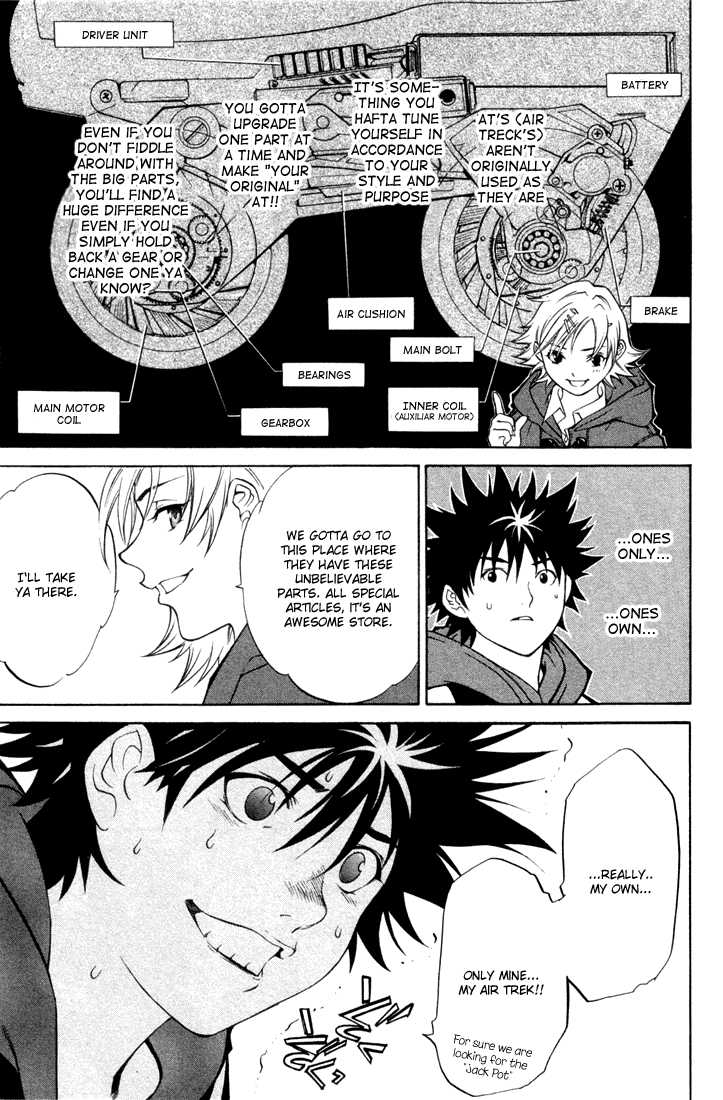 DRIVER UNIT
BATTERY
AT'S (AIR
TRECK'S)
AREN'T
ORIGINALLY
USED AS
THEY ARE
IT'S SOME-
THING YOU
HAFTA TUNE
YOURSELF IN
ACCORDANCE
TO YOUR
STYLE AND
PURPOSE
YOU GOTTA
UPGRADE
ONE PART AT
A TIME AND
MAKE "YOUR
ORIGINAL"
AT!!
EVEN IF YOU
DON'T FIDDLE
AROUND WITH
THE BIG PARTS,
YOU'LL FIND A
HUGE DIFFERENCE
EVEN IF YOU
SIMPLY HOLD
BACK A GEAR OR
CHANGE ONE YA
KNOW?
BRAKE
AIR CUSHION
MAIN BOLT
BEARINGS
INNER COIL
(AUXILIAR MOTOR)
MAIN MOTOR
COIL
GEARBOX
...ONES
ONLY...
...ONES
OWN...
WE GOTTA GO TO
THIS PLACE WHERE
THEY HAVE THESE
UNBELIEVABLE
PARTS. ALL SPECIAL
ARTICLES, IT'S AN
AWESOME STORE.
I'LL TAKE
YA THERE.
...REALLY..
MY OWN...
ONLY MINE...
MY AIR TREK!!
For sure we are
looking for the
"Jack Pot"